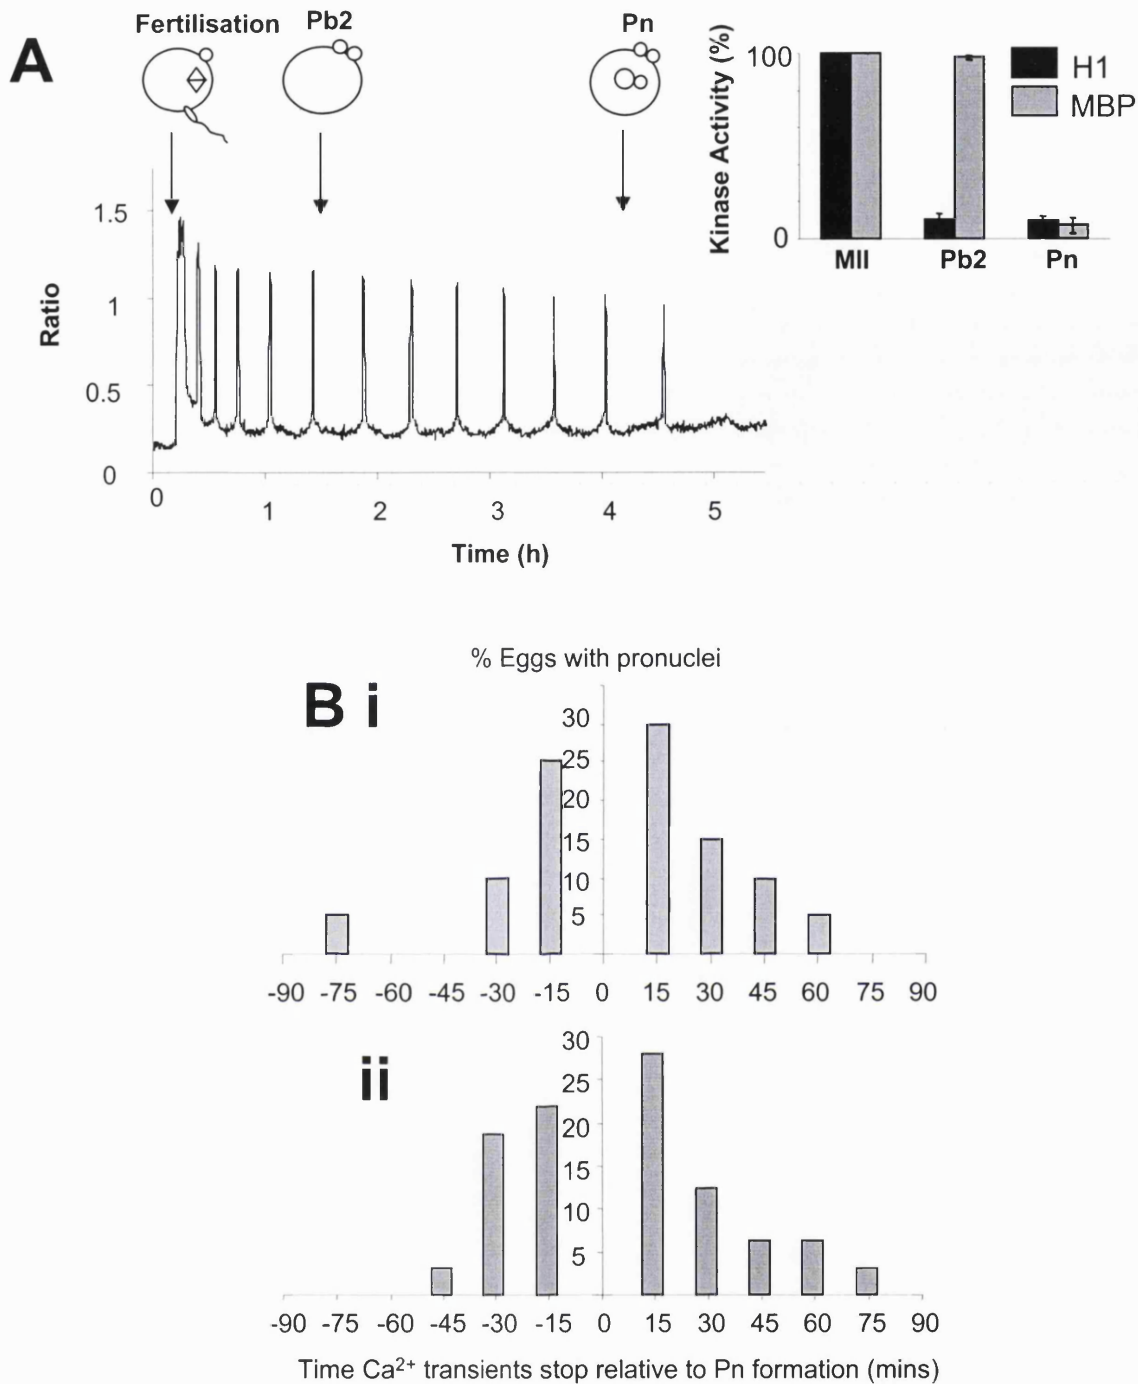 A
Fertilisation
Pb2
Pn
Kinase Activity (%)
100
0
H1
MBP
MII
Pb2
Pn
Ratio
1.5
1
0.5
0
0
1
2
3
4
5
Time (h)
% Eggs with pronuclei
B i
30
25
20
15
10
5
-90 -75 -60 -45 -30 -15 0 15 30 45 60 75 90
ii
30
25
20
15
10
5
-90 -75 -60 -45 -30 -15 0 15 30 45 60 75 90
Time Ca²⁺ transients stop relative to Pn formation (mins)